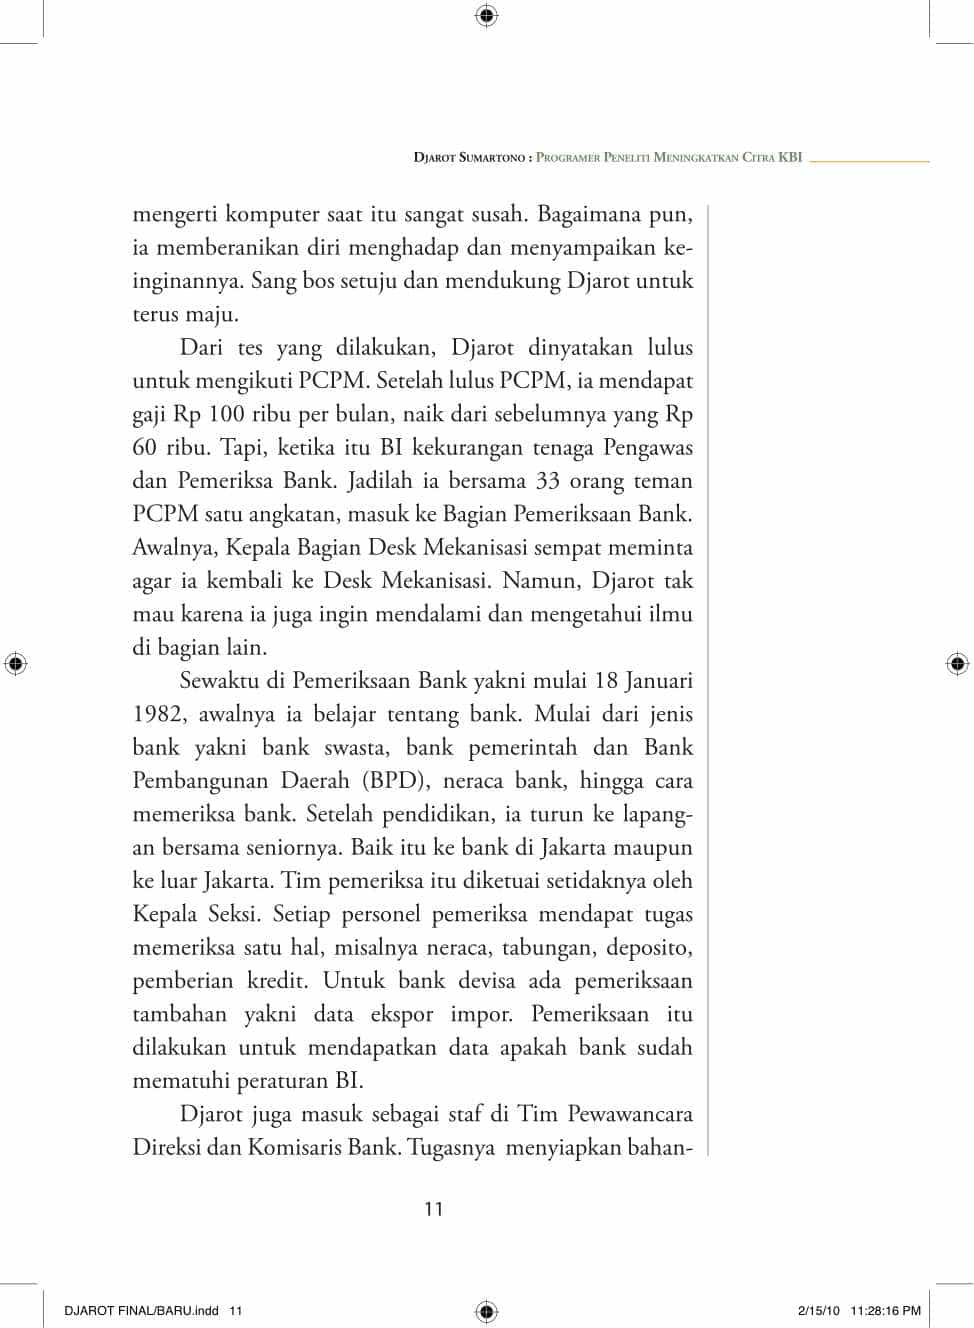 Djarot Sumartono : Programer Peneliti Meningkatkan Citra KBI
mengerti komputer saat itu sangat susah. Bagaimana pun,
ia memberanikan diri menghadap dan menyampaikan ke-
inginannya. Sang bos setuju dan mendukung Djarot untuk
terus maju.
Dari tes yang dilakukan, Djarot dinyatakan lulus
untuk mengikuti PCPM. Setelah lulus PCPM, ia mendapat
gaji Rp 100 ribu per bulan, naik dari sebelumnya yang Rp
60 ribu. Tapi, ketika itu BI kekurangan tenaga Pengawas
dan Pemeriksa Bank. Jadilah ia bersama 33 orang teman
PCPM satu angkatan, masuk ke Bagian Pemeriksaan Bank.
Awalnya, Kepala Bagian Desk Mekanisasi sempat meminta
agar ia kembali ke Desk Mekanisasi. Namun, Djarot tak
mau karena ia juga ingin mendalami dan mengetahui ilmu
di bagian lain.
Sewaktu di Pemeriksaan Bank yakni mulai 18 Januari
1982, awalnya ia belajar tentang bank. Mulai dari jenis
bank yakni bank swasta, bank pemerintah dan Bank
Pembangunan Daerah (BPD), neraca bank, hingga cara
memeriksa bank. Setelah pendidikan, ia turun ke lapang-
an bersama seniornya. Baik itu ke bank di Jakarta maupun
ke luar Jakarta. Tim pemeriksa itu diketuai setidaknya oleh
Kepala Seksi. Setiap personel pemeriksa mendapat tugas
memeriksa satu hal, misalnya neraca, tabungan, deposito,
pemberian kredit. Untuk bank devisa ada pemeriksaan
tambahan yakni data ekspor impor. Pemeriksaan itu
dilakukan untuk mendapatkan data apakah bank sudah
mematuhi peraturan BI.
Djarot juga masuk sebagai staf di Tim Pewawancara
Direksi dan Komisaris Bank. Tugasnya menyiapkan bahan-
11
DJAROT FINAL/BARU.indd 11
2/15/10 11:28:16 PM